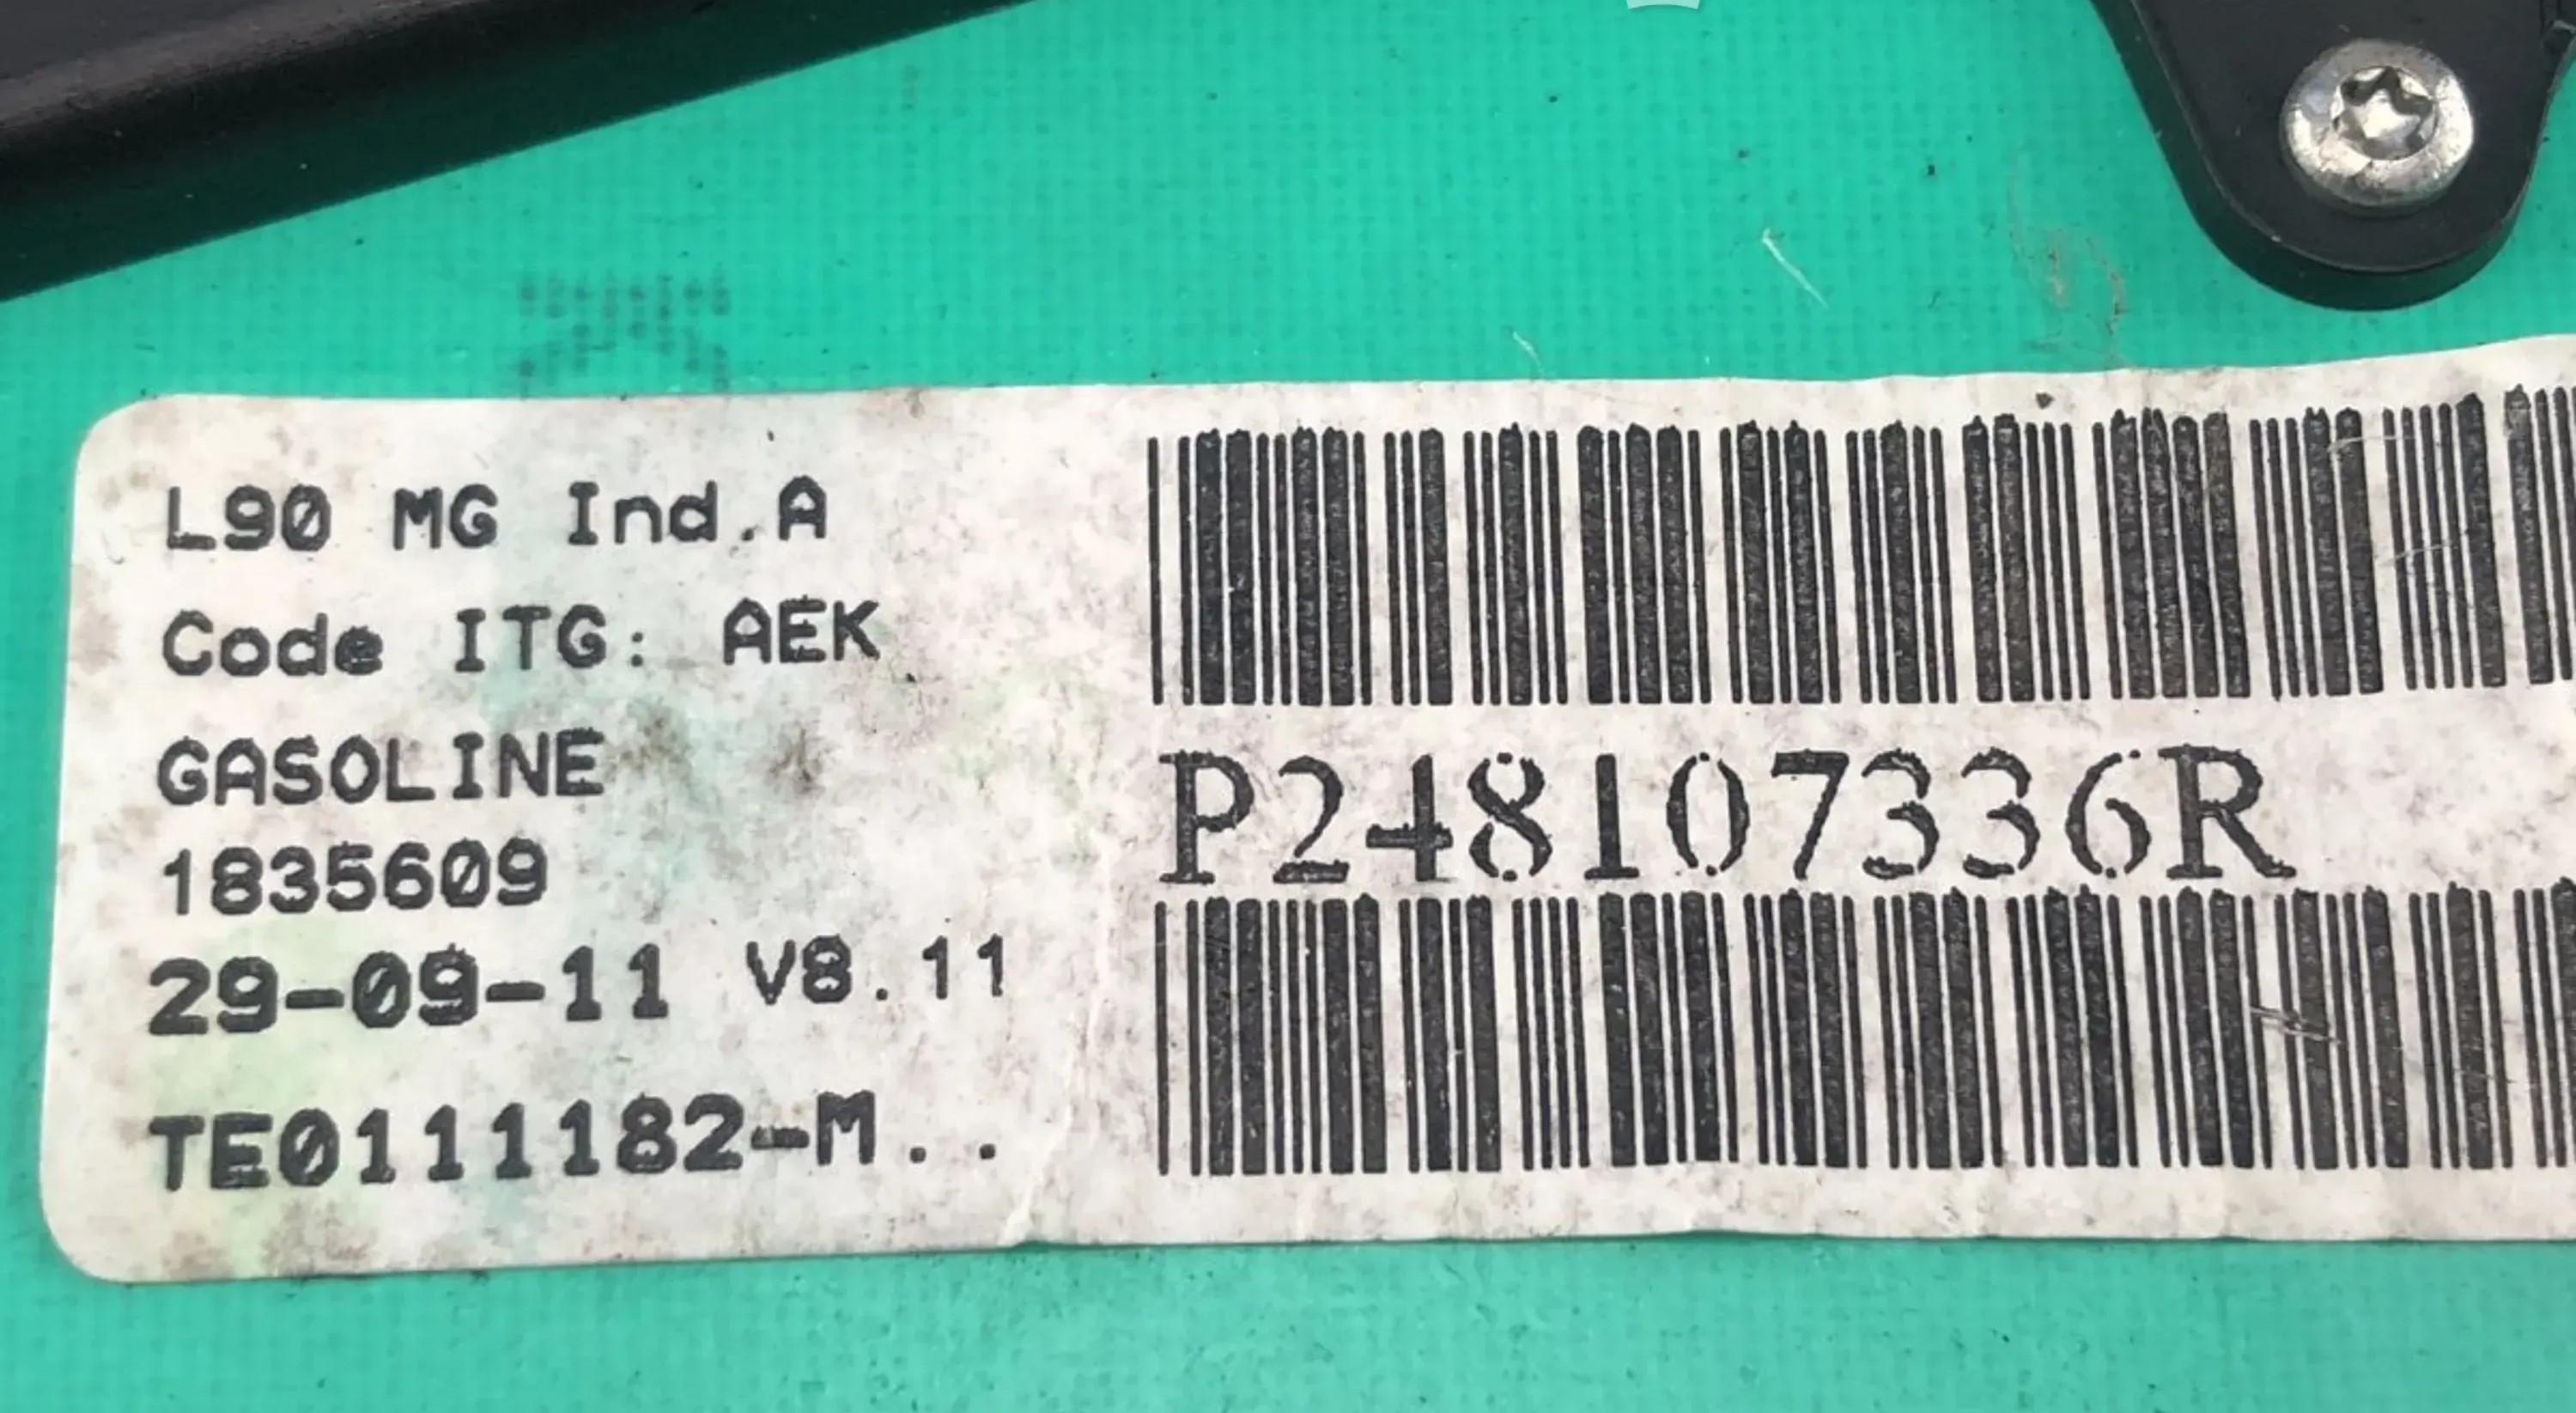 L90 MG Ind.A
Code ITG: AEK
GASOLINE
1835609
29-09-11 V8.11
TE0111182-M..
P248107336R